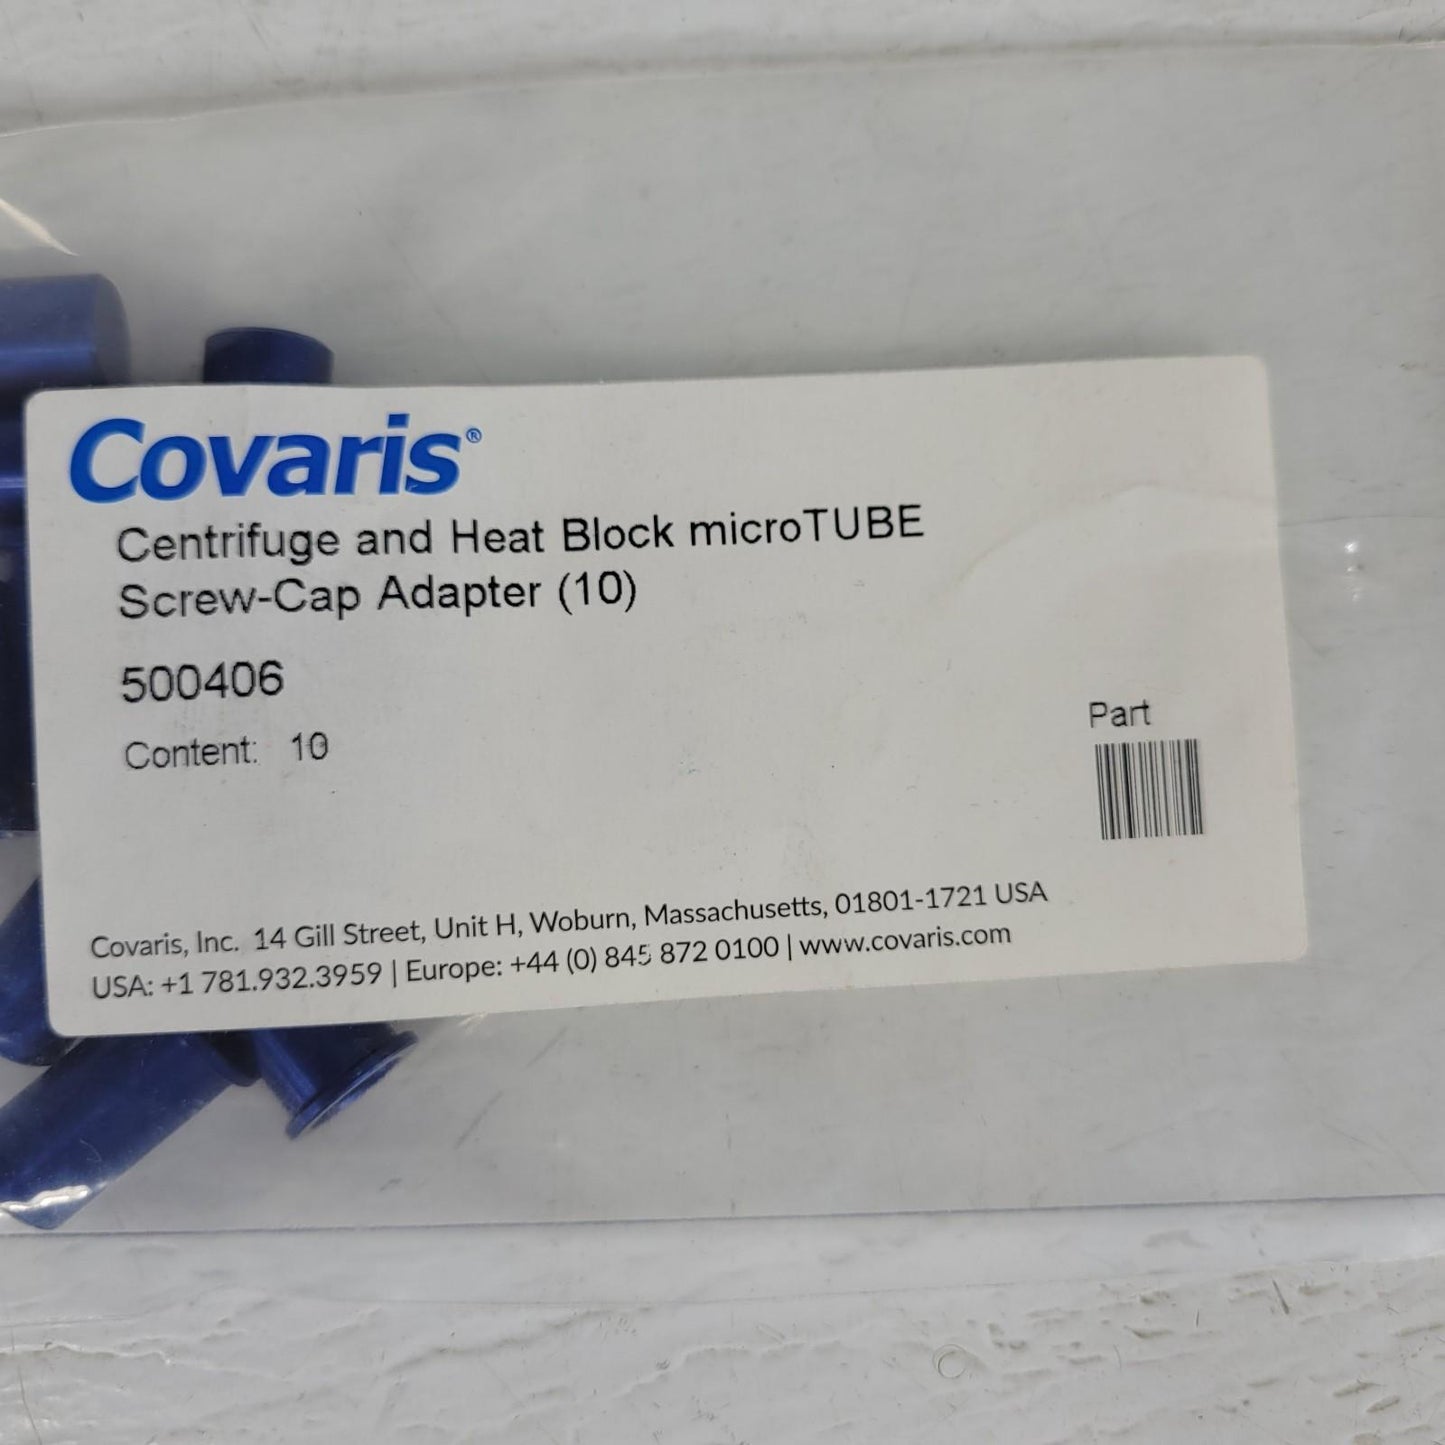 Covaris®
Centrifuge and Heat Block microTUBE
Screw-Cap Adapter (10)
500406
Content: 10
Part
Covaris, Inc. 14 Gill Street, Unit H, Woburn, Massachusetts, 01801-1721 USA
USA: +1 781.932.3959 | Europe: +44 (0) 845 872 0100 | www.covaris.com